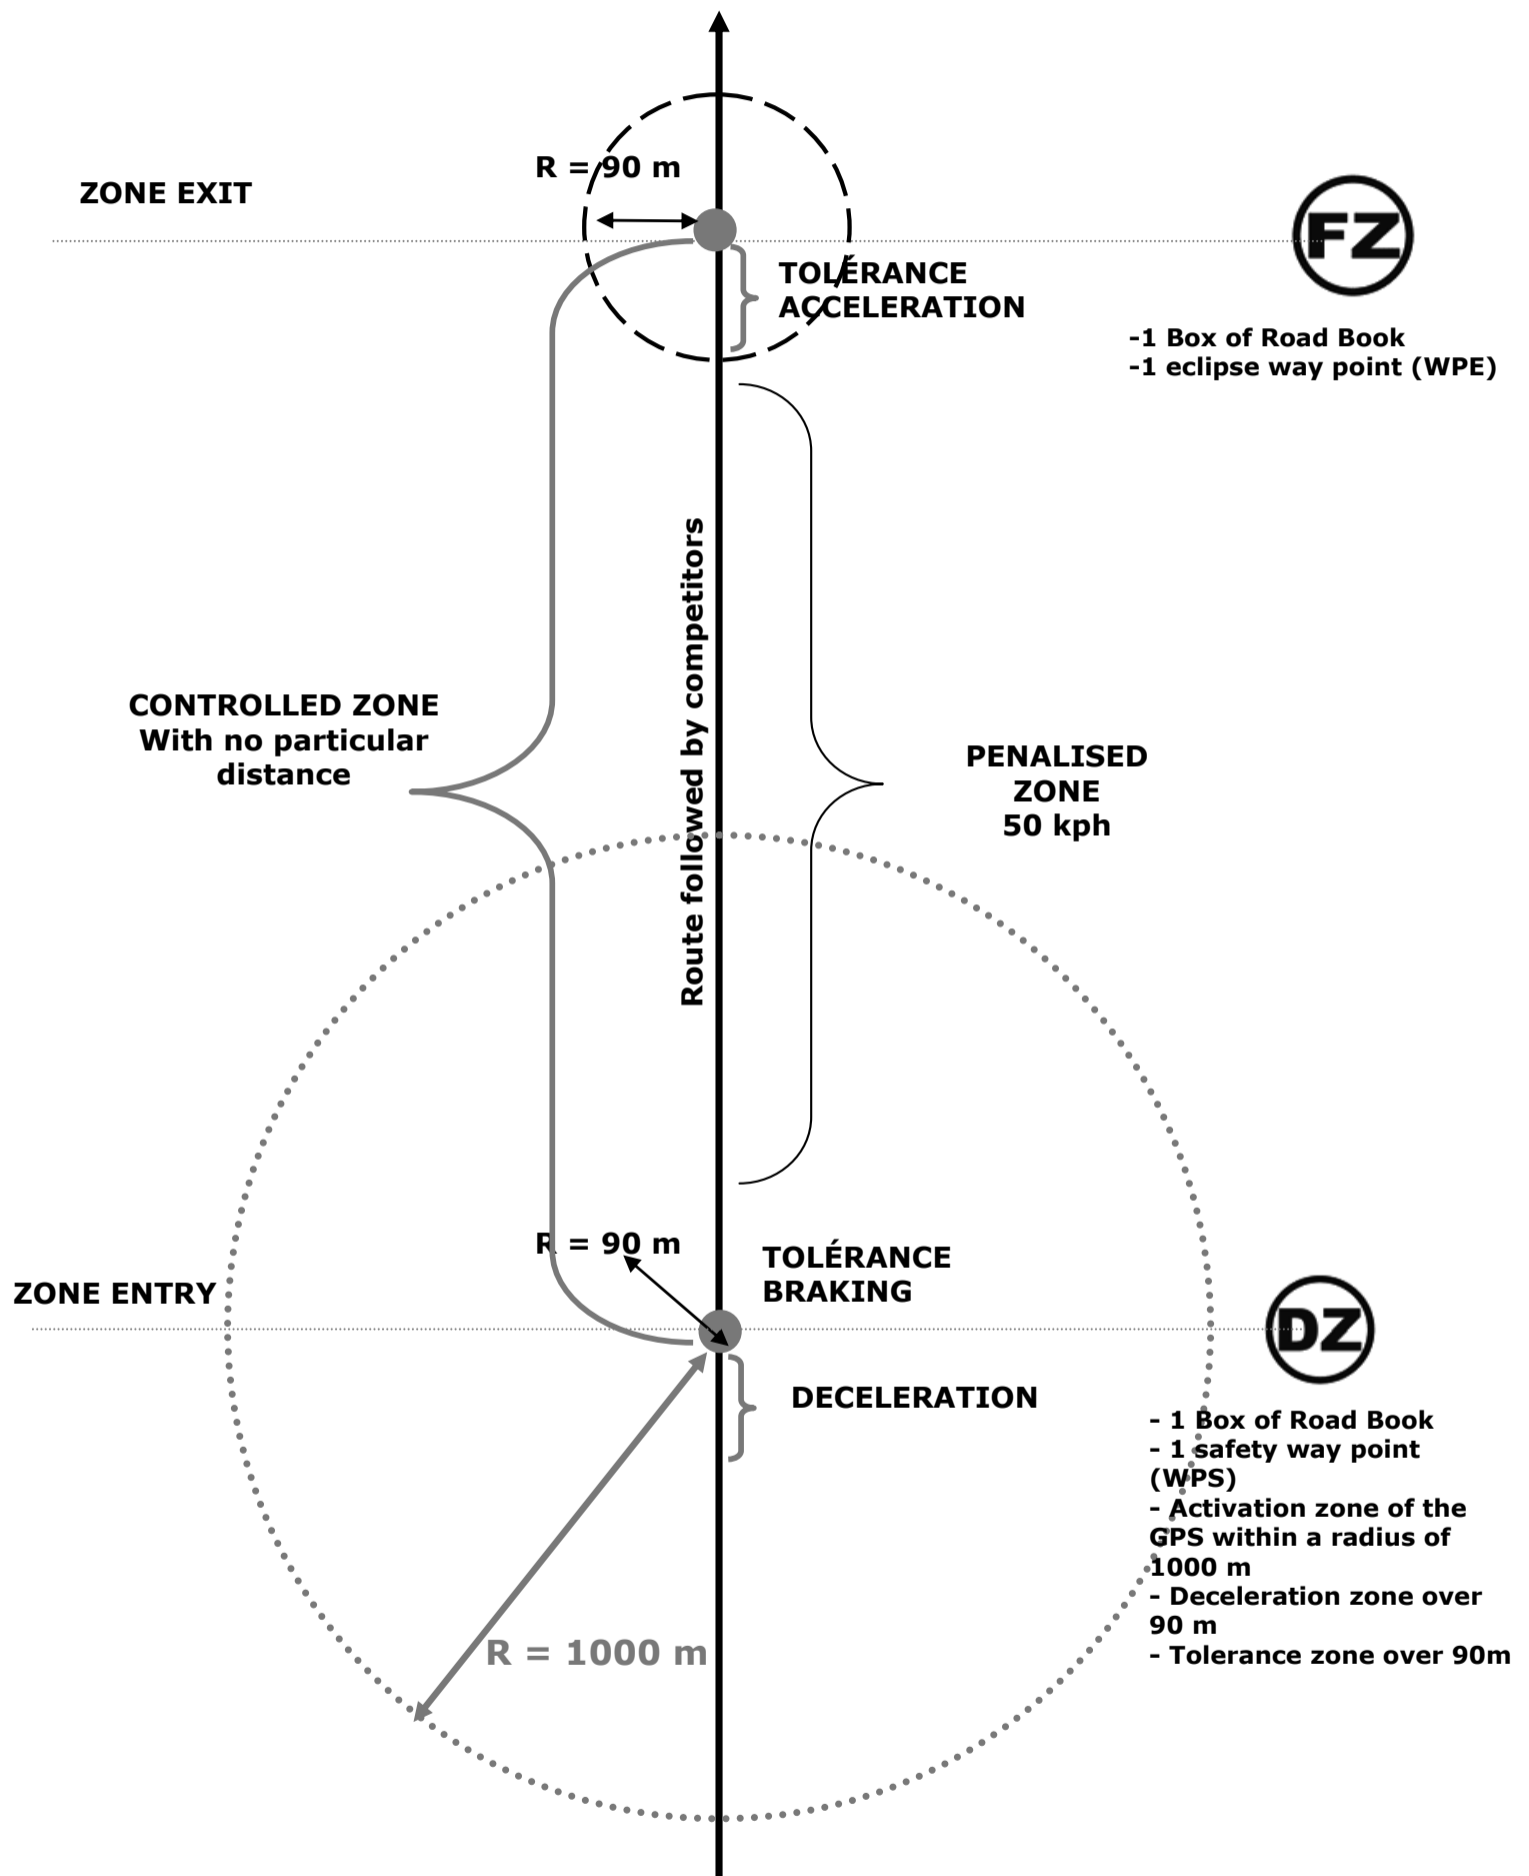 R = 90 m
ZONE EXIT
FZ
TOLÉRANCE
ACCELERATION
-1 Box of Road Book
-1 eclipse way point (WPE)
Route followed by competitors
CONTROLLED ZONE
With no particular
distance
PENALISED
ZONE
50 kph
R = 90 m
TOLÉRANCE
BRAKING
ZONE ENTRY
DZ
DECELERATION
- 1 Box of Road Book
- 1 safety way point
(WPS)
- Activation zone of the
GPS within a radius of
1000 m
- Deceleration zone over
90 m
- Tolerance zone over 90m
R = 1000 m